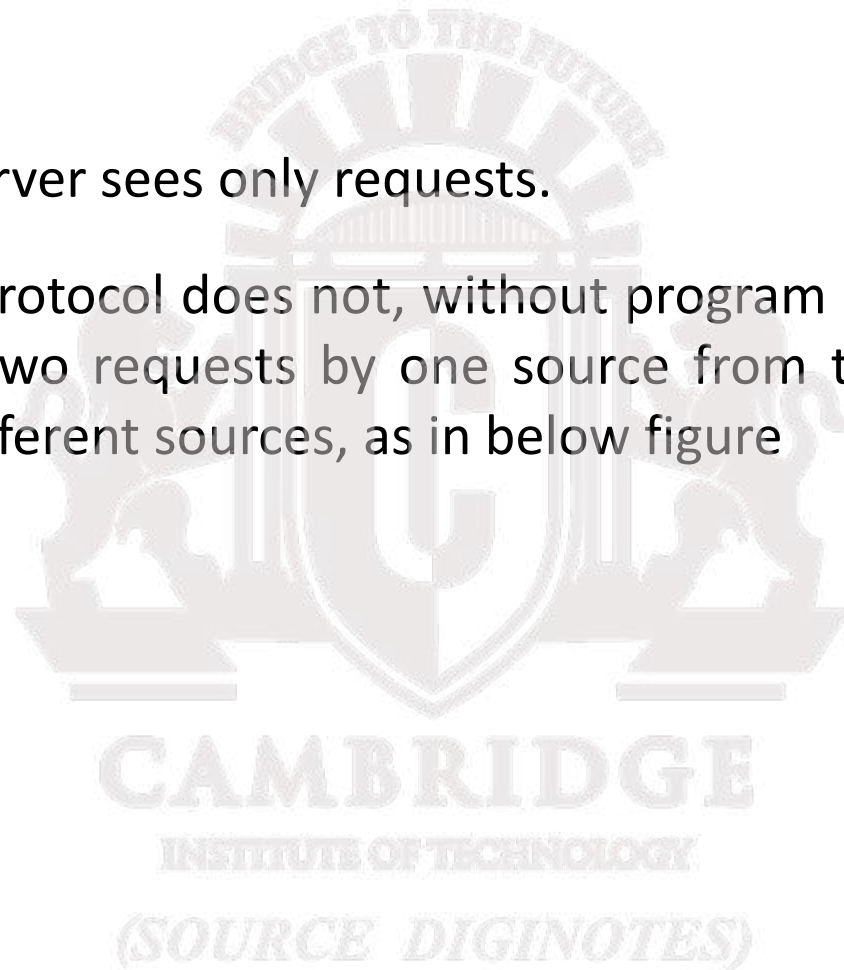 BRIDGE TO THE FUTURE
rver sees only requests.
rotocol does not, without program
wo requests by one source from t
fferent sources, as in below figure
C
CAMBRIDGE
INSTITUTE OF TECHNOLOGY
(SOURCE DIGINOTES)